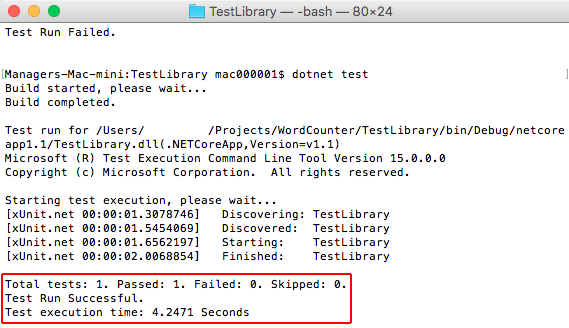 TestLibrary — -bash — 80×24
Test Run Failed.
[Managers-Mac-mini:TestLibrary mac000001$ dotnet test ]
Build started, please wait...
Build completed.
Test run for /Users/ /Projects/WordCounter/TestLibrary/bin/Debug/netcore
app1.1/TestLibrary.dll(.NETCoreApp,Version=v1.1)
Microsoft (R) Test Execution Command Line Tool Version 15.0.0.0
Copyright (c) Microsoft Corporation.  All rights reserved.
Starting test execution, please wait...
[xUnit.net 00:00:01.3078746]   Discovering: TestLibrary
[xUnit.net 00:00:01.5454069]   Discovered:  TestLibrary
[xUnit.net 00:00:01.6562197]   Starting:    TestLibrary
[xUnit.net 00:00:02.0068854]   Finished:    TestLibrary
Total tests: 1. Passed: 1. Failed: 0. Skipped: 0.
Test Run Successful.
Test execution time: 4.2471 Seconds